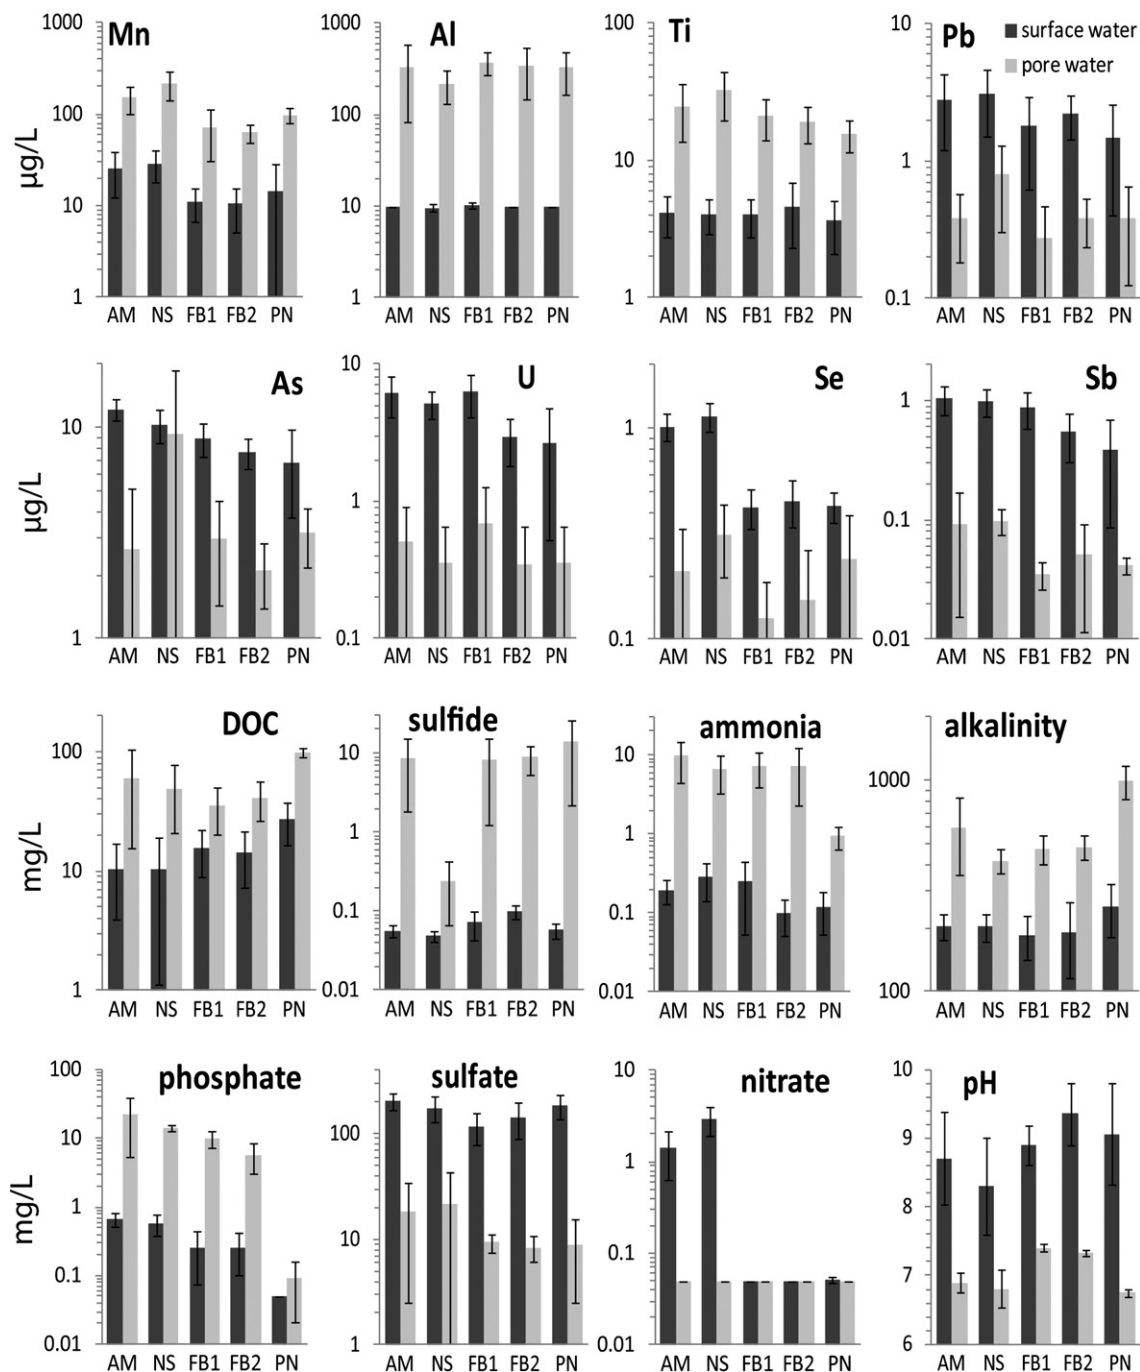 Mn Al Ti Pb
surface water
pore water
µg/L
1000 1000 100 10
100 100 10 1
10 10
1 1 1 0.1
AM NS FB1 FB2 PN AM NS FB1 FB2 PN AM NS FB1 FB2 PN AM NS FB1 FB2 PN
As U Se Sb
µg/L
10 10 1 1
1 0.1
1 0.1 0.1 0.01
AM NS FB1 FB2 PN AM NS FB1 FB2 PN AM NS FB1 FB2 PN AM NS FB1 FB2 PN
DOC sulfide ammonia alkalinity
mg/L
100 10 10 1000
10 1 1
0.1 0.1
1 0.01 0.01 100
AM NS FB1 FB2 PN AM NS FB1 FB2 PN AM NS FB1 FB2 PN AM NS FB1 FB2 PN
phosphate sulfate nitrate pH
mg/L
100 100 10 10
10 10 1 9
1 0.1 8
0.1 7
0.01 1 0.01 6
AM NS FB1 FB2 PN AM NS FB1 FB2 PN AM NS FB1 FB2 PN AM NS FB1 FB2 PN